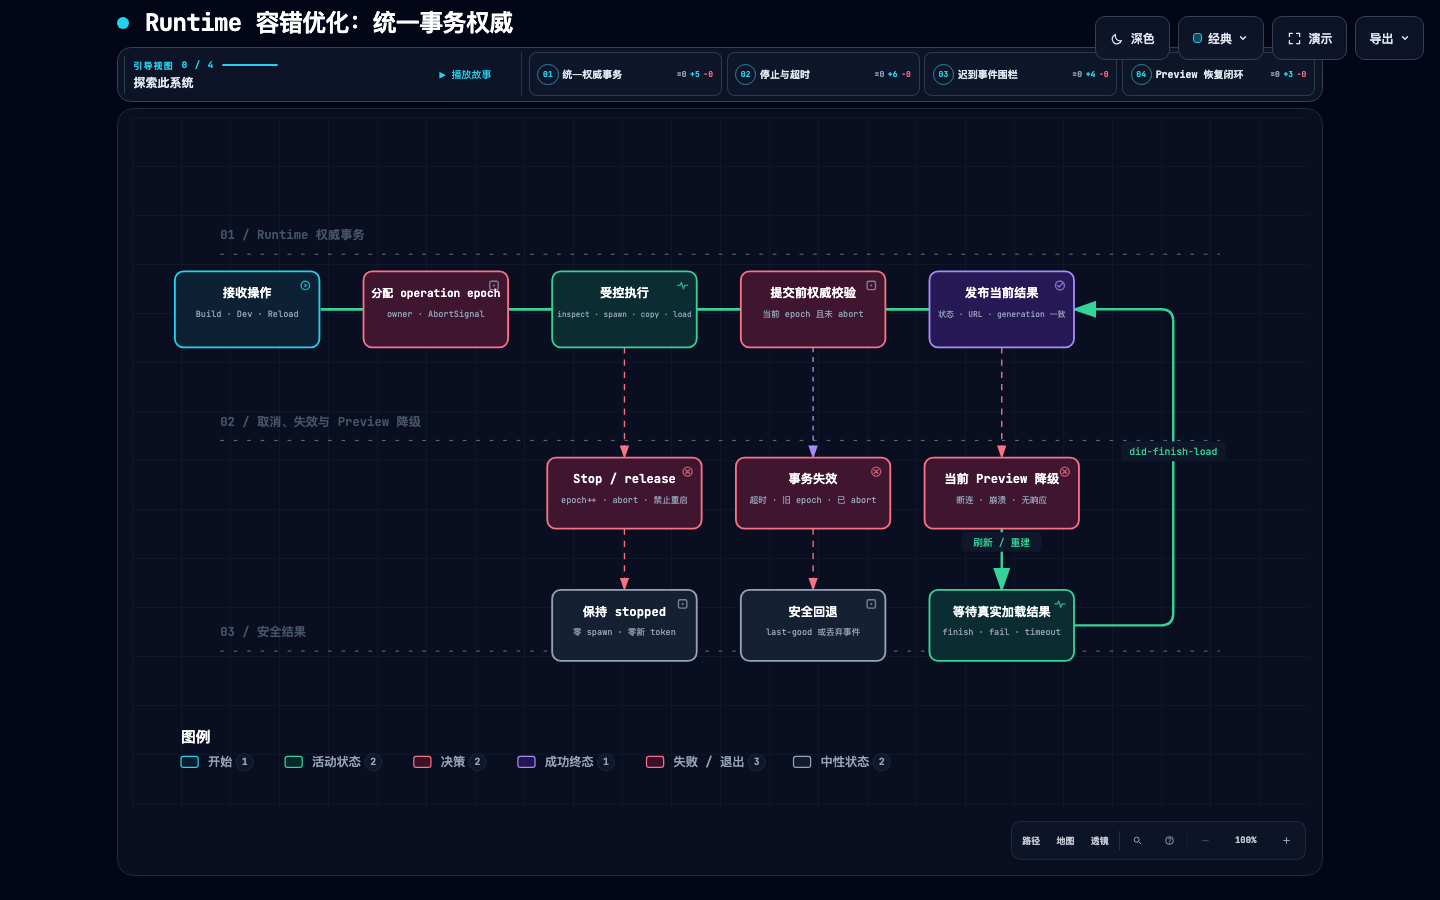 Runtime 容错优化：统一事务权威
深色
经典
演示
导出
引导视图 0 / 4
探索此系统
▶ 播放故事
01 统一权威事务 ≡0 +5 -0
02 停止与超时 ≡0 +6 -0
03 迟到事件围栏 ≡0 +4 -0
04 Preview 恢复闭环 ≡0 +3 -0
01 / Runtime 权威事务
接收操作
Build · Dev · Reload
分配 operation epoch
owner · AbortSignal
受控执行
inspect · spawn · copy · load
提交前权威校验
当前 epoch 且未 abort
发布当前结果
状态 · URL · generation 一致
02 / 取消、失效与 Preview 降级
did-finish-load
Stop / release
epoch++ · abort · 禁止重启
事务失效
超时 · 旧 epoch · 已 abort
当前 Preview 降级
断连 · 崩溃 · 无响应
刷新 / 重建
03 / 安全结果
保持 stopped
零 spawn · 零新 token
安全回退
last-good 或丢弃事件
等待真实加载结果
finish · fail · timeout
图例
开始 1
活动状态 2
决策 2
成功终态 1
失败 / 退出 3
中性状态 2
路径 地图 透镜 − 100% +